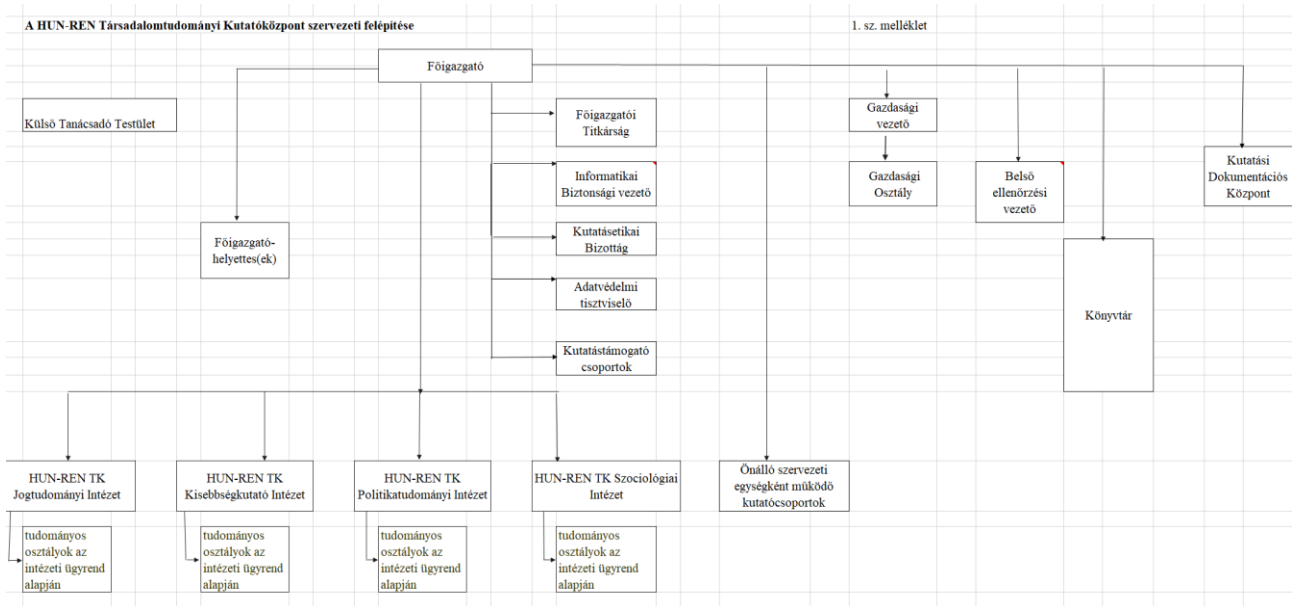 A HUN-REN Társadalomtudományi Kutatóközpont szervezeti felépítése
1. sz. melléklet
Főigazgató
Külső Tanácsadó Testület
Főigazgatói
Titkárság
Gazdasági
vezető
Informatikai
Biztonsági vezető
Gazdasági
Osztály
Belső
ellenőrzési
vezető
Kutatási
Dokumentációs
Központ
Főigazgató-
helyettes(ek)
Kutatásetikai
Bizottág
Adatvédelmi
tisztviselő
Könyvtár
Kutatástámogató
csoportok
HUN-REN TK
Jogtudományi Intézet
HUN-REN TK
Kisebbségkutató Intézet
HUN-REN TK
Politikatudományi Intézet
HUN-REN TK Szociológiai
Intézet
Önálló szervezeti
egységként működő
kutatócsoportok
tudományos
osztályok az
intézeti ügyrend
alapján
tudományos
osztályok az
intézeti ügyrend
alapján
tudományos
osztályok az
intézeti ügyrend
alapján
tudományos
osztályok az
intézeti ügyrend
alapján